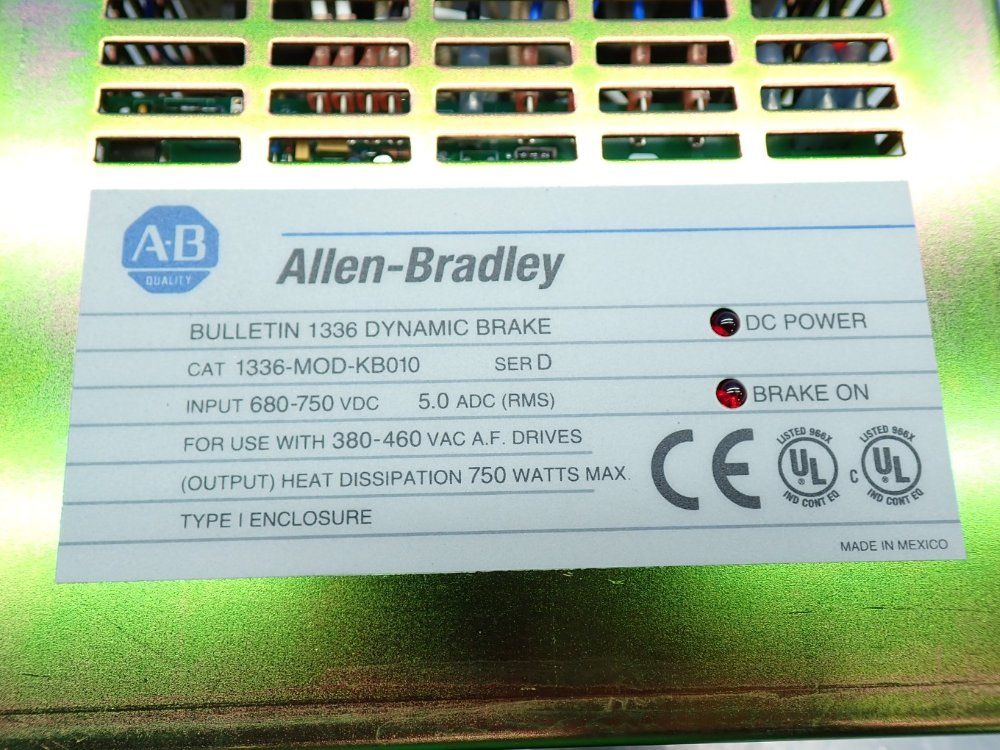 A·B
QUALITY
Allen-Bradley
BULLETIN 1336 DYNAMIC BRAKE
DC POWER
CAT 1336-MOD-KB010 SER D
INPUT 680-750 VDC 5.0 ADC (RMS)
BRAKE ON
FOR USE WITH 380-460 VAC A.F. DRIVES
(OUTPUT) HEAT DISSIPATION 750 WATTS MAX.
TYPE I ENCLOSURE
CE
LISTED 966X
UL
®
IND CONT EQ
C
LISTED 966X
UL
®
IND CONT EQ
MADE IN MEXICO